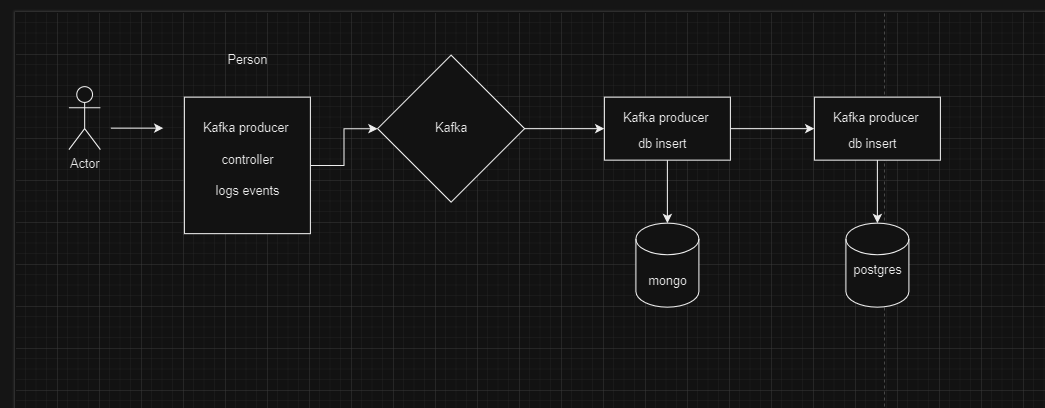 Person
Actor
Kafka producer
controller
logs events
Kafka
Kafka producer
db insert
mongo
Kafka producer
db insert
postgres